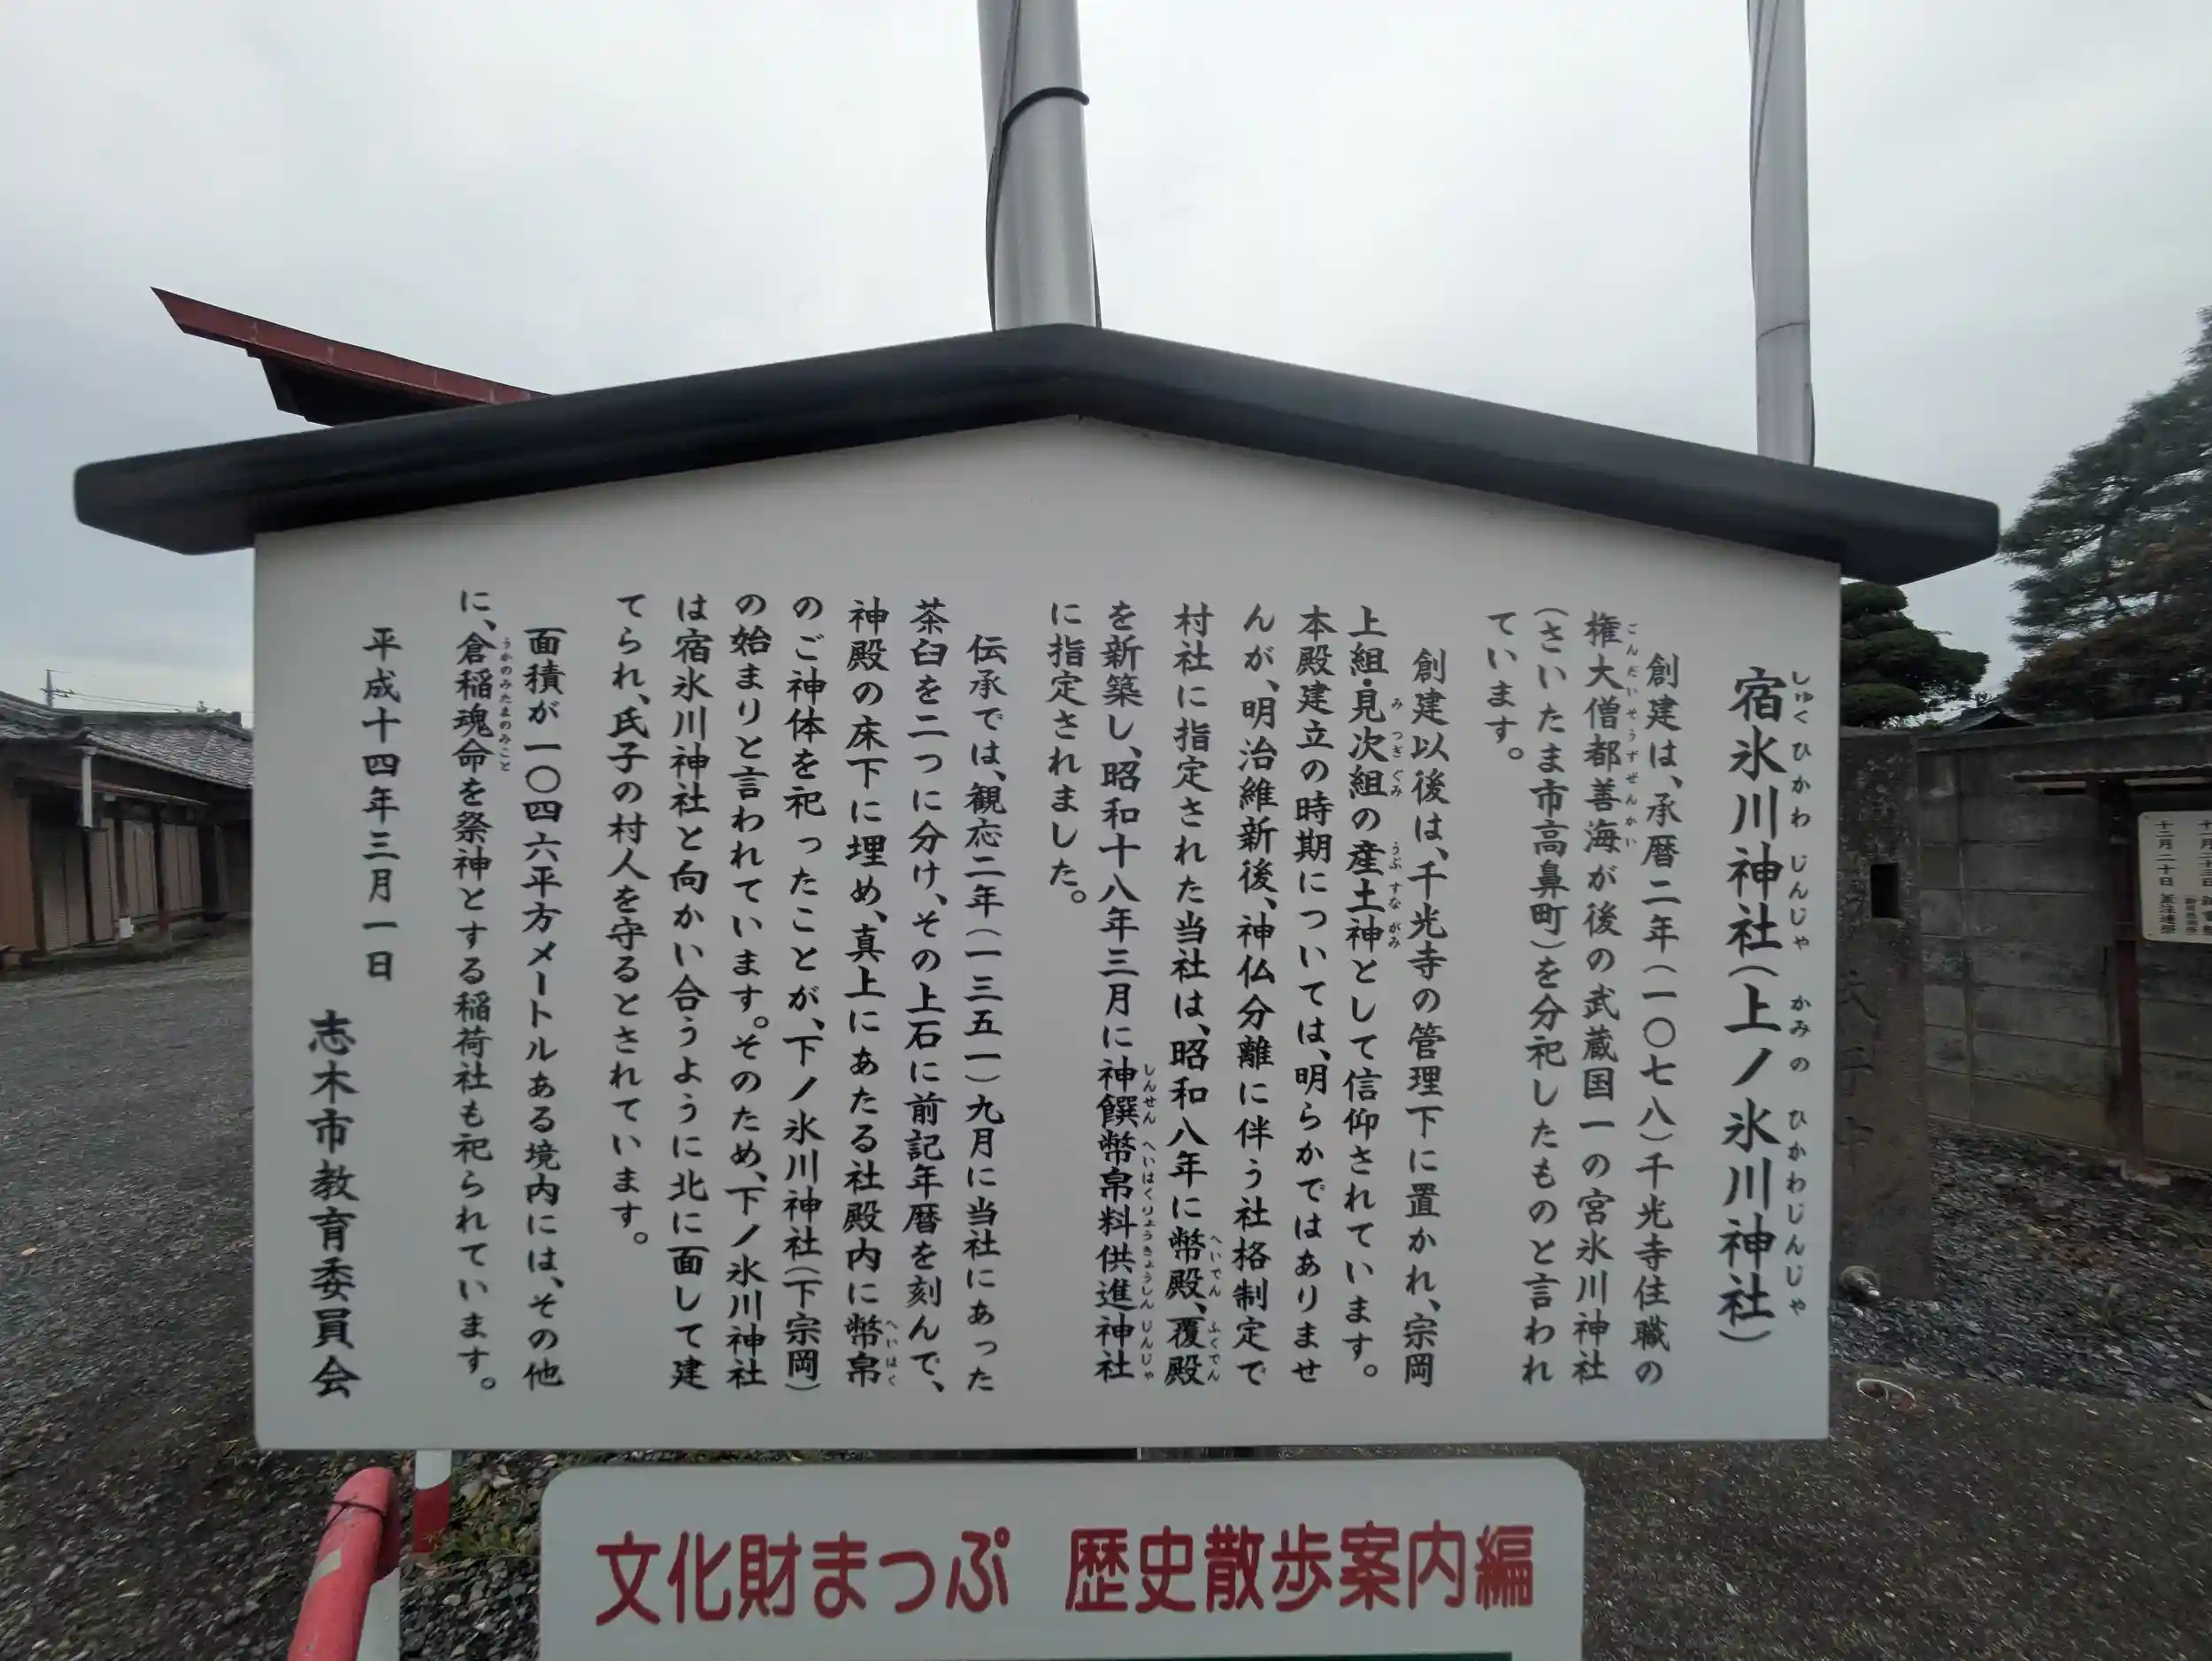 宿氷川神社(上ノ氷川神社)
創建は、承暦二年(一〇七八)千光寺住職の
権大僧都善海が後の武蔵国一の宮氷川神社
(さいたま市高鼻町)を分祀したものと言われ
ています。
創建以後は、千光寺の管理下に置かれ、宗岡
上組・見次組の産土神として信仰されています。
本殿建立の時期については、明らかではありませ
んが、明治維新後、神仏分離に伴う社格制定で
村社に指定された当社は、昭和八年に幣殿、覆殿
を新築し、昭和十八年三月に神饌幣帛料供進神社
に指定されました。
伝承では、観応二年(一三五一)九月に当社にあった
茶臼を二つに分け、その上石に前記年暦を刻んで、
神殿の床下に埋め、真上にあたる社殿内に幣帛
のご神体を祀ったことが、下ノ氷川神社(下宗岡)
の始まりと言われています。そのため、下ノ氷川神社
は宿氷川神社と向かい合うように北に面して建
てられ、氏子の村人を守るとされています。
面積が一〇四六平方メートルある境内には、その他
に、倉稲魂命を祭神とする稲荷社も祀られています。
平成十四年三月一日
志木市教育委員会
文化財まっぷ 歴史散歩案内編